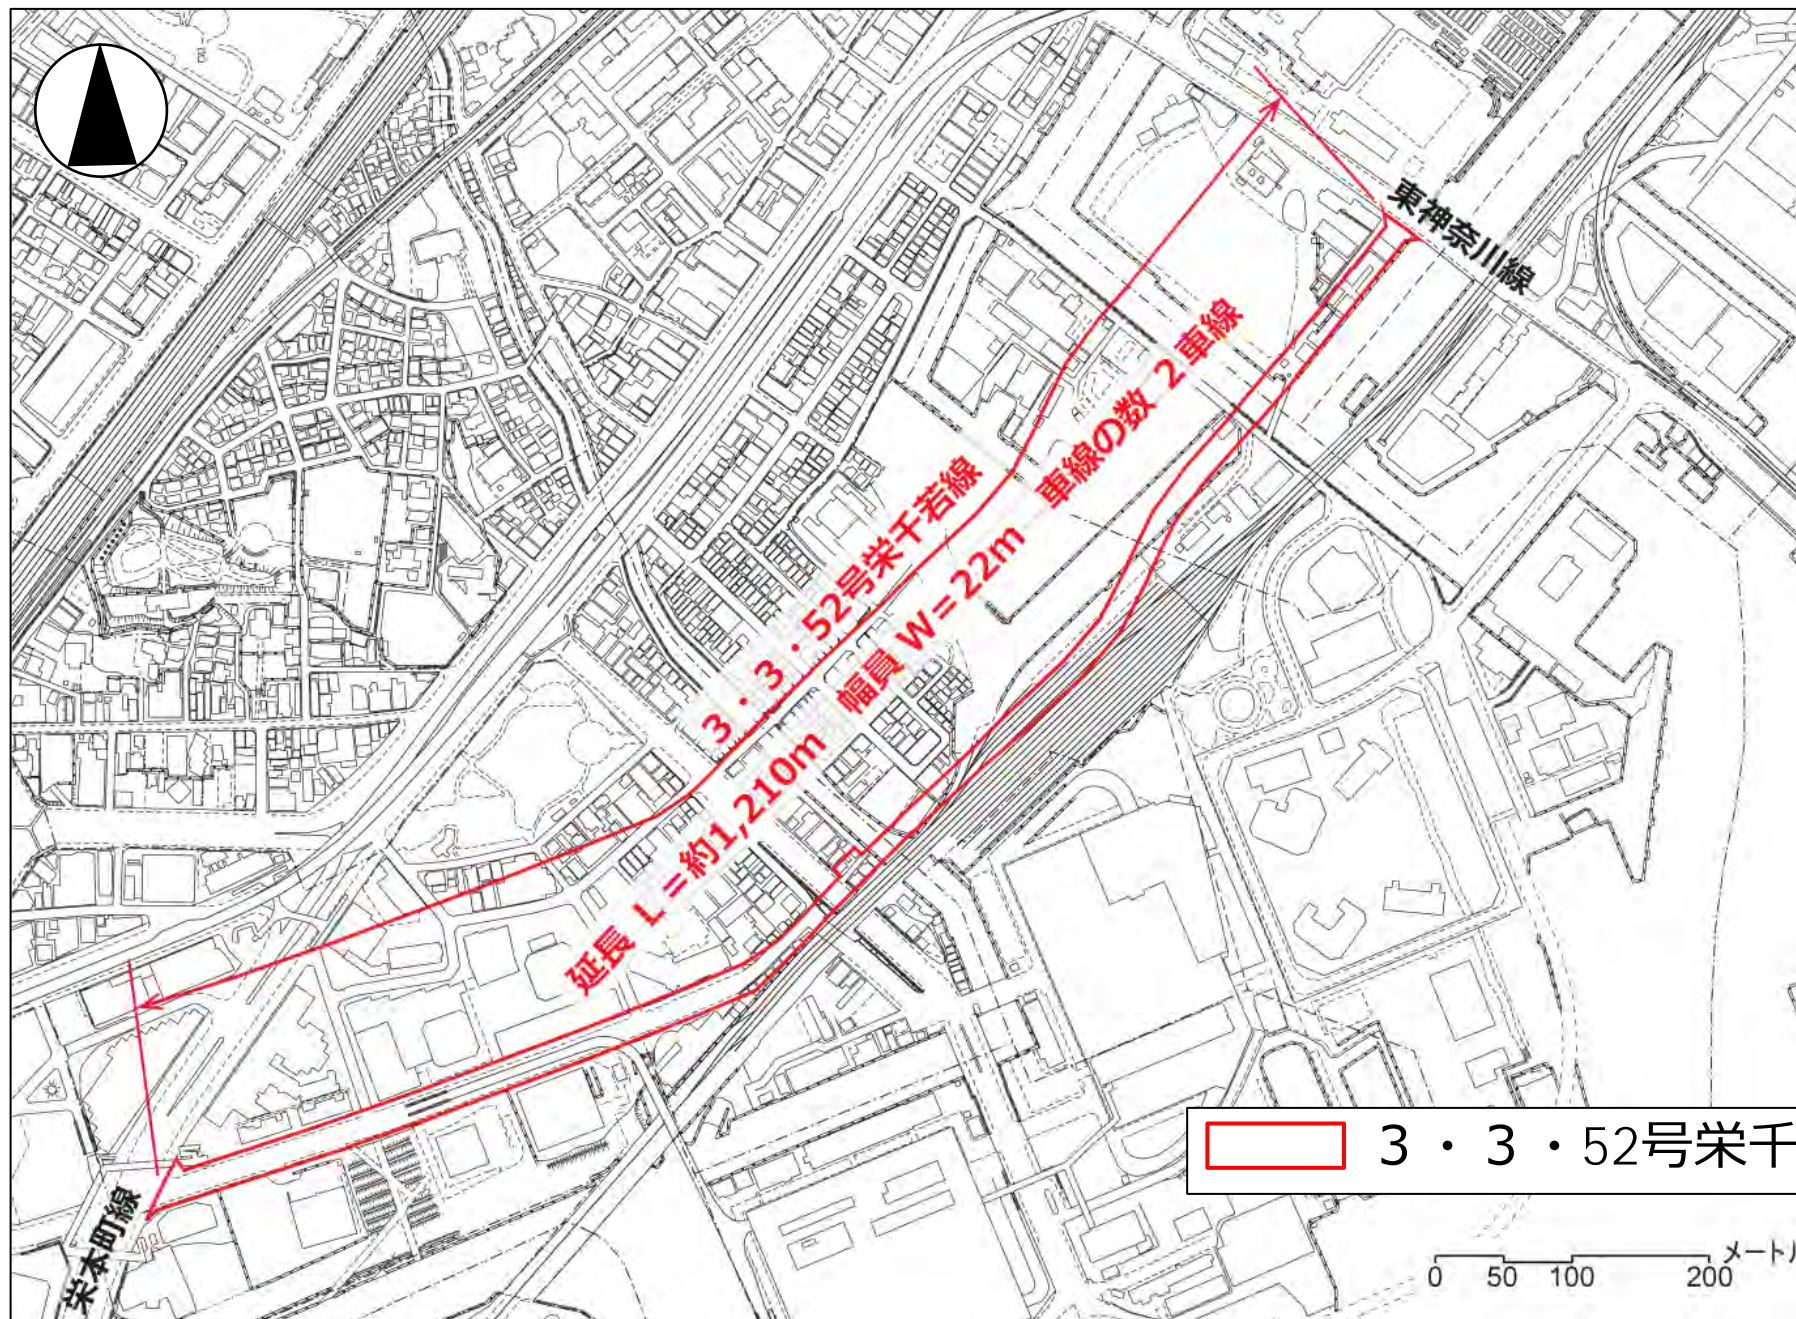 東神奈川線
3・3・52号栄千若線
車線の数 2車線
幅員 W=22m
延長 L=約1,210m
栄本町線
3・3・52号栄千
0 50 100 200 メートル